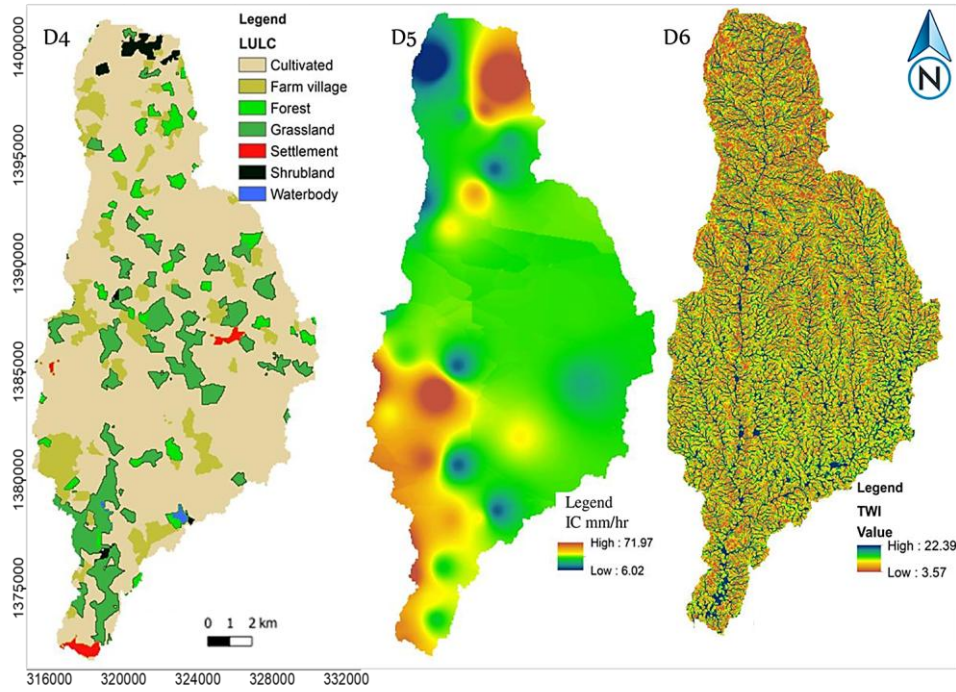 D4
Legend
LULC
Cultivated
Farm village
Forest
Grassland
Settlement
Shrubland
Waterbody
D5
D6
N
1400000
1395000
1390000
1385000
1380000
1375000
0 1 2 km
Legend
IC mm/hr
High : 71.97
Low : 6.02
Legend
TWI
Value
High : 22.39
Low : 3.57
316000 320000 324000 328000 332000